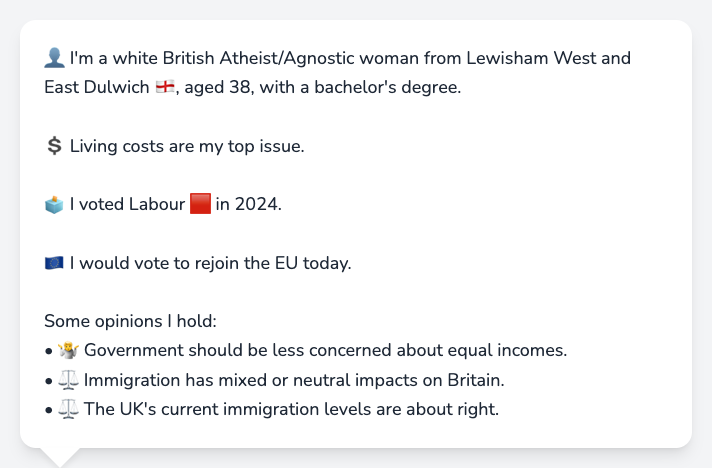 👤 I'm a white British Atheist/Agnostic woman from Lewisham West and
East Dulwich 🏴󠁧󠁢󠁥󠁮󠁧󠁿, aged 38, with a bachelor's degree.
💲 Living costs are my top issue.
🗳️ I voted Labour 🟥 in 2024.
🇪🇺 I would vote to rejoin the EU today.
Some opinions I hold:
• 🤷 Government should be less concerned about equal incomes.
• ⚖️ Immigration has mixed or neutral impacts on Britain.
• ⚖️ The UK's current immigration levels are about right.